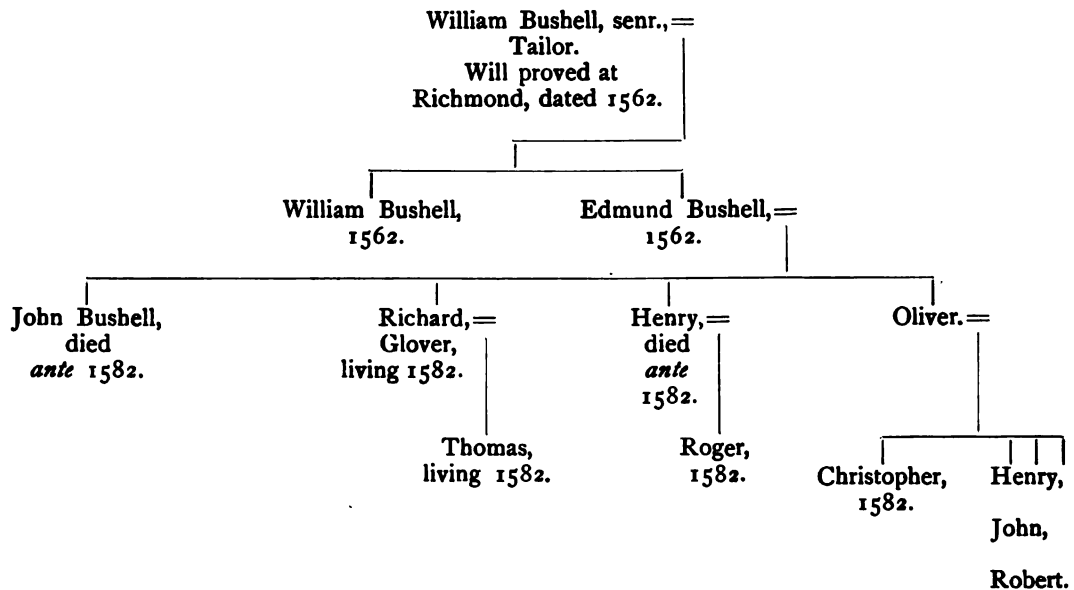 William Bushell, senr., =
Tailor.
Will proved at
Richmond, dated 1562.
William Bushell,
1562.
Edmund Bushell, =
1562.
John Bushell,
died
ante 1582.
Richard, =
Glover,
living 1582.
Henry, =
died
ante
1582.
Oliver. =
Thomas,
living 1582.
Roger,
1582.
Christopher,
1582.
Henry,
John,
Robert.